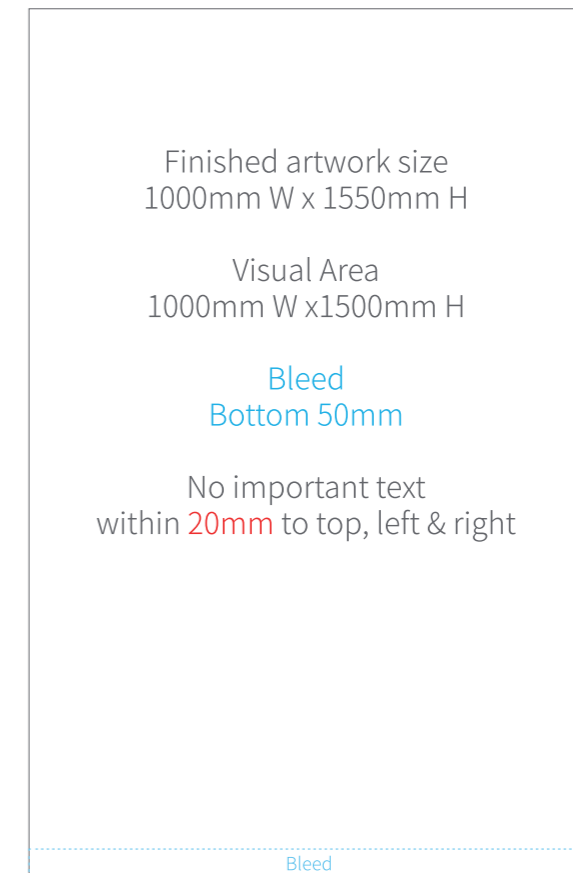 Finished artwork size
1000mm W x 1550mm H
Visual Area
1000mm W x1500mm H
Bleed
Bottom 50mm
No important text
within 20mm to top, left & right
Bleed